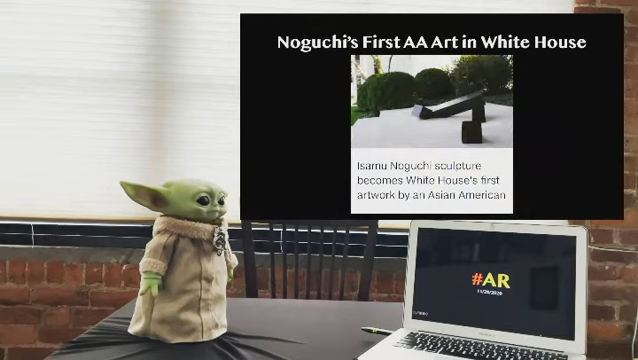 Noguchi's First AA Art in White House
Isamu Noguchi sculpture
becomes White House's first
artwork by an Asian American
#AR